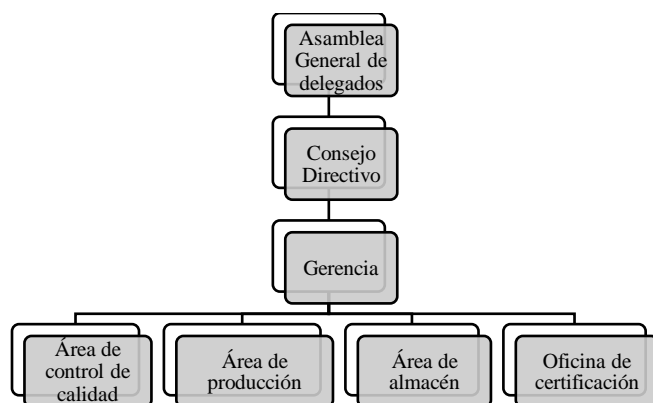 Asamblea
General de
delegados
Consejo
Directivo
Gerencia
Área de
control de
calidad
Área de
producción
Área de
almacén
Oficina de
certificación